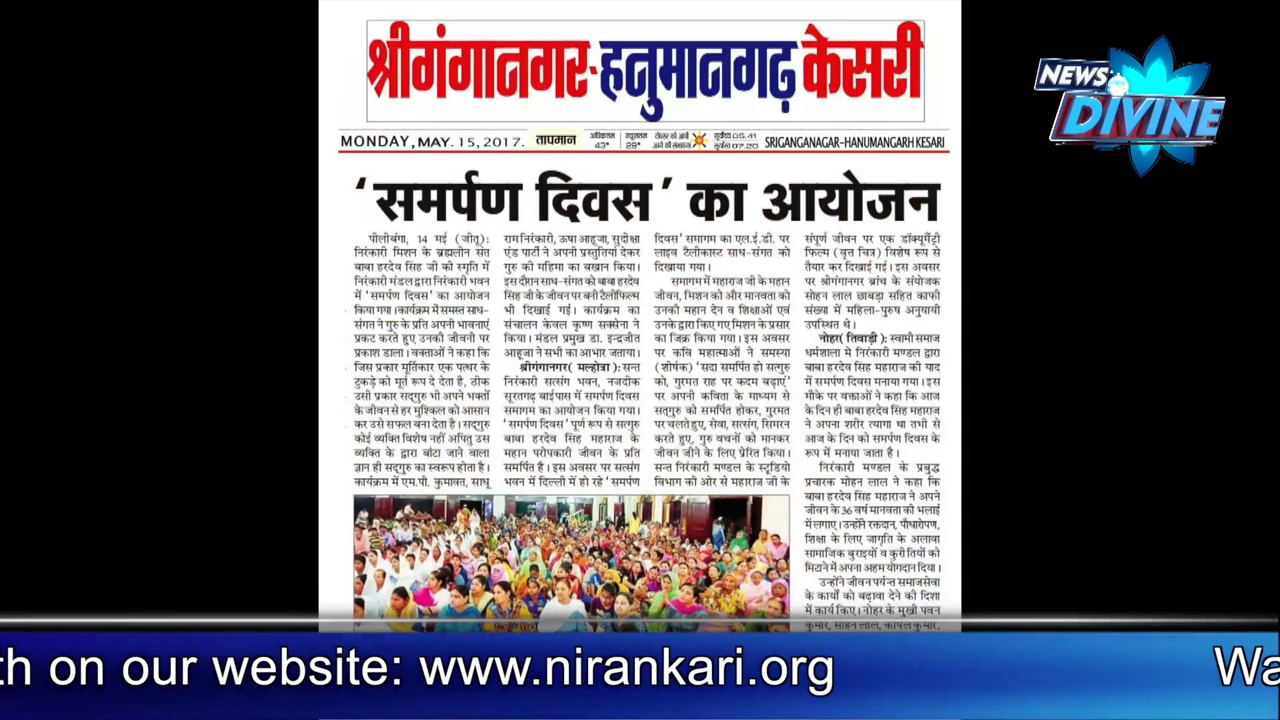 श्रीगंगानगर-हनुमानगढ़ केसरी
NEWS
DIVINE
MONDAY, MAY. 15, 2017. तापमान अधिकतम 43° न्यूनतम 29° सूर्योदय 05.41 सूर्यास्त 07.20 SRIGANGANAGAR-HANUMANGARH KESARI
‘समर्पण दिवस’ का आयोजन
पीलीबंगा, 14 मई (जीतू):
निरंकारी मिशन के ब्रह्मलीन संत
बाबा हरदेव सिंह जी की स्मृति में
निरंकारी मंडल द्वारा निरंकारी भवन
में ‘समर्पण दिवस’ का आयोजन
किया गया। कार्यक्रम में समस्त साध-
संगत ने गुरु के प्रति अपनी भावनाएं
प्रकट करते हुए उनकी जीवनी पर
प्रकाश डाला। वक्ताओं ने कहा कि
जिस प्रकार मूर्तिकार एक पत्थर के
टुकड़े को मूर्त रूप दे देता है, ठीक
उसी प्रकार सद्गुरु भी अपने भक्तों
के जीवन से हर मुश्किल को आसान
कर उसे सफल बना देता है। सद्गुरु
कोई व्यक्ति विशेष नहीं अपितु उस
व्यक्ति के द्वारा बांटा जाने वाला
ज्ञान ही सद्गुरु का स्वरूप होता है।
कार्यक्रम में एम.पी. कुमावत, साधू
राम निरंकारी, ऊषा आहूजा, सुदीक्षा
एंड पार्टी ने अपनी प्रस्तुतियां देकर
गुरु की महिमा का बखान किया।
इस दौरान साध-संगत को बाबा हरदेव
सिंह जी के जीवन पर बनी टैलीफिल्म
भी दिखाई गई। कार्यक्रम का
संचालन केवल कृष्ण सक्सेना ने
किया। मंडल प्रमुख डा. इन्द्रजीत
आहूजा ने सभी का आभार जताया।
श्रीगंगानगर( मल्होत्रा ): सन्त
निरंकारी सत्संग भवन, नजदीक
सूरतगढ़ बाईपास में समर्पण दिवस
समागम का आयोजन किया गया।
‘समर्पण दिवस’ पूर्ण रूप से सत्गुरु
बाबा हरदेव सिंह महाराज के
महान परोपकारी जीवन के प्रति
समर्पित है। इस अवसर पर सत्संग
भवन में दिल्ली में हो रहे ‘समर्पण
दिवस’ समागम का एल.ई.डी. पर
लाइव टैलीकास्ट साध-संगत को
दिखाया गया।
समागम में महाराज जी के महान
जीवन, मिशन की और मानवता को
उनकी महान देन व शिक्षाओं एवं
उनके द्वारा किए गए मिशन के प्रसार
का जिक्र किया गया। इस अवसर
पर कवि महात्माओं ने समस्या
(शीर्षक) ‘सदा समर्पित हो सत्गुरु
को, गुरमत राह पर कदम बढ़ाएं’
पर अपनी कविता के माध्यम से
सत्गुरु को समर्पित होकर, गुरमत
पर चलते हुए, सेवा, सत्संग, सिमरन
करते हुए, गुरु वचनों को मानकर
जीवन जीने के लिए प्रेरित किया।
सन्त निरंकारी मण्डल के स्टूडियो
विभाग की ओर से महाराज जी के
संपूर्ण जीवन पर एक डॉक्यूमैंट्री
फिल्म (वृत्त चित्र) विशेष रूप से
तैयार कर दिखाई गई। इस अवसर
पर श्रीगंगानगर ब्रांच के संयोजक
सोहन लाल छाबड़ा सहित काफी
संख्या में महिला-पुरुष अनुयायी
उपस्थित थे।
नोहर( तिवाड़ी ): स्वामी समाज
धर्मशाला मे निरंकारी मण्डल द्वारा
बाबा हरदेव सिंह महाराज की याद
में समर्पण दिवस मनाया गया। इस
मौके पर वक्ताओं ने कहा कि आज
के दिन ही बाबा हरदेव सिंह महाराज
ने अपना शरीर त्यागा था तभी से
आज के दिन को समर्पण दिवस के
रूप में मनाया जाता है।
निरंकारी मण्डल के प्रबुद्ध
प्रचारक मोहन लाल ने कहा कि
बाबा हरदेव सिंह महाराज ने अपने
जीवन के 36 वर्ष मानवता की भलाई
में लगाए। उन्होंने रक्तदान, पौधारोपण,
शिक्षा के लिए जागृति के अलावा
सामाजिक बुराइयों व कुरीतियों को
मिटाने में अपना अहम योगदान दिया।
उन्होंने जीवन पर्यन्त समाजसेवा
के कार्यों को बढ़ावा देने की दिशा
में कार्य किए। नोहर के मुखी पवन
कुमार, सोहन लाल, कपिल कुमार,
th on our website: www.nirankari.org
Wa